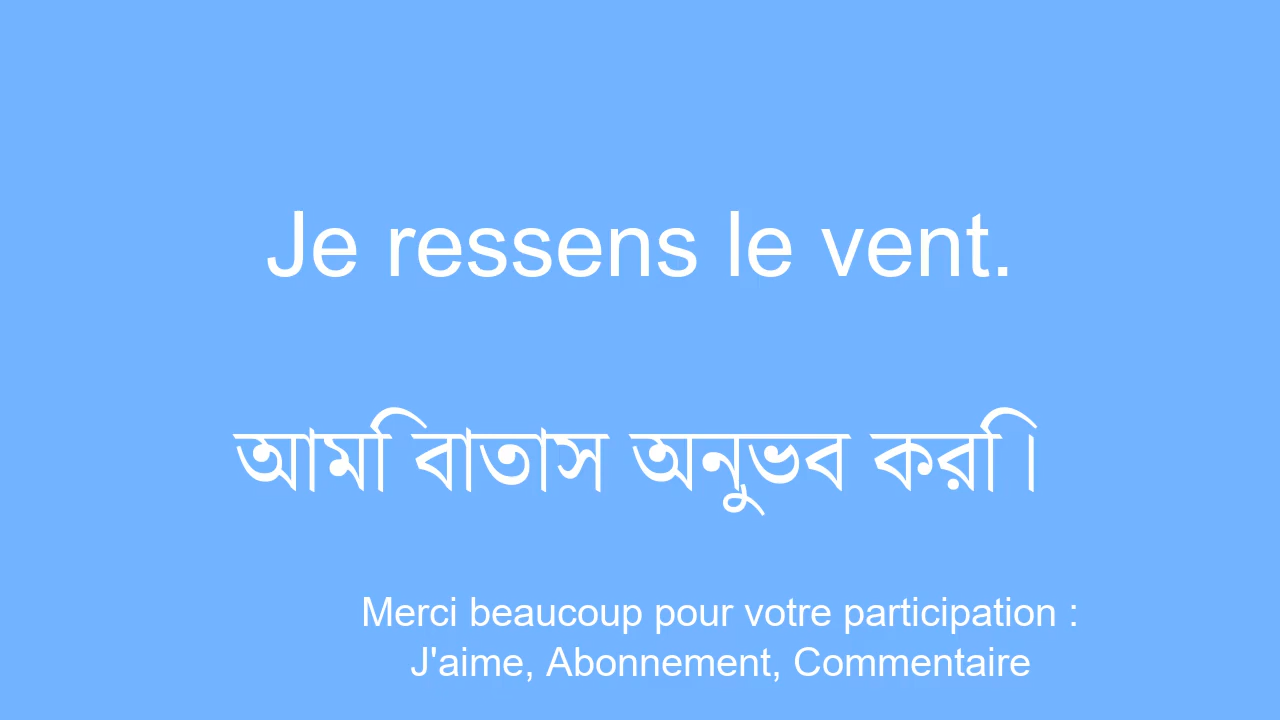 Je ressens le vent.
আমি বাতাস অনুভব করি।
Merci beaucoup pour votre participation :
J'aime, Abonnement, Commentaire